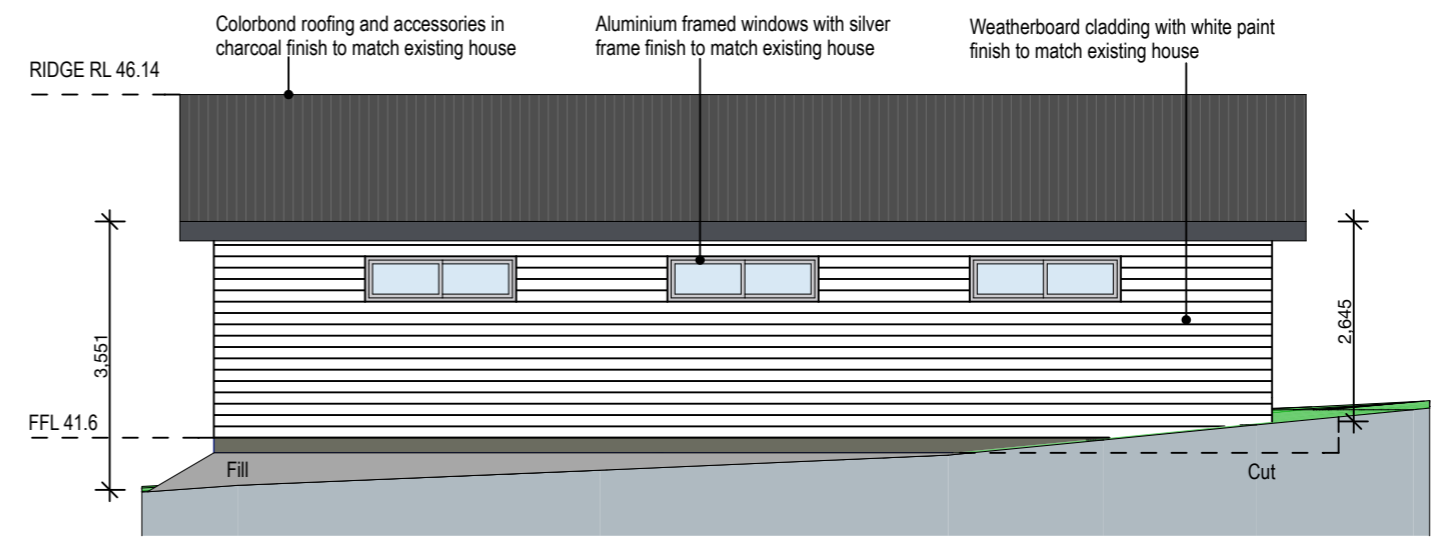 Colorbond roofing and accessories in
charcoal finish to match existing house
Aluminium framed windows with silver
frame finish to match existing house
Weatherboard cladding with white paint
finish to match existing house
RIDGE RL 46.14
3,551
2,645
FFL 41.6
Fill
Cut